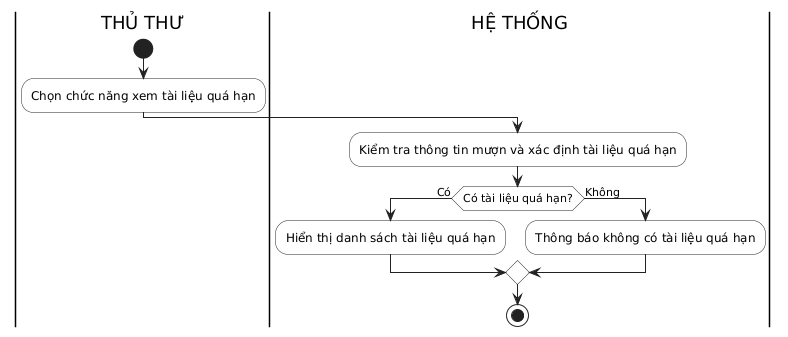 THỦ THƯ
HỆ THỐNG
Chọn chức năng xem tài liệu quá hạn
Kiểm tra thông tin mượn và xác định tài liệu quá hạn
Có
Có tài liệu quá hạn?
Không
Hiển thị danh sách tài liệu quá hạn
Thông báo không có tài liệu quá hạn